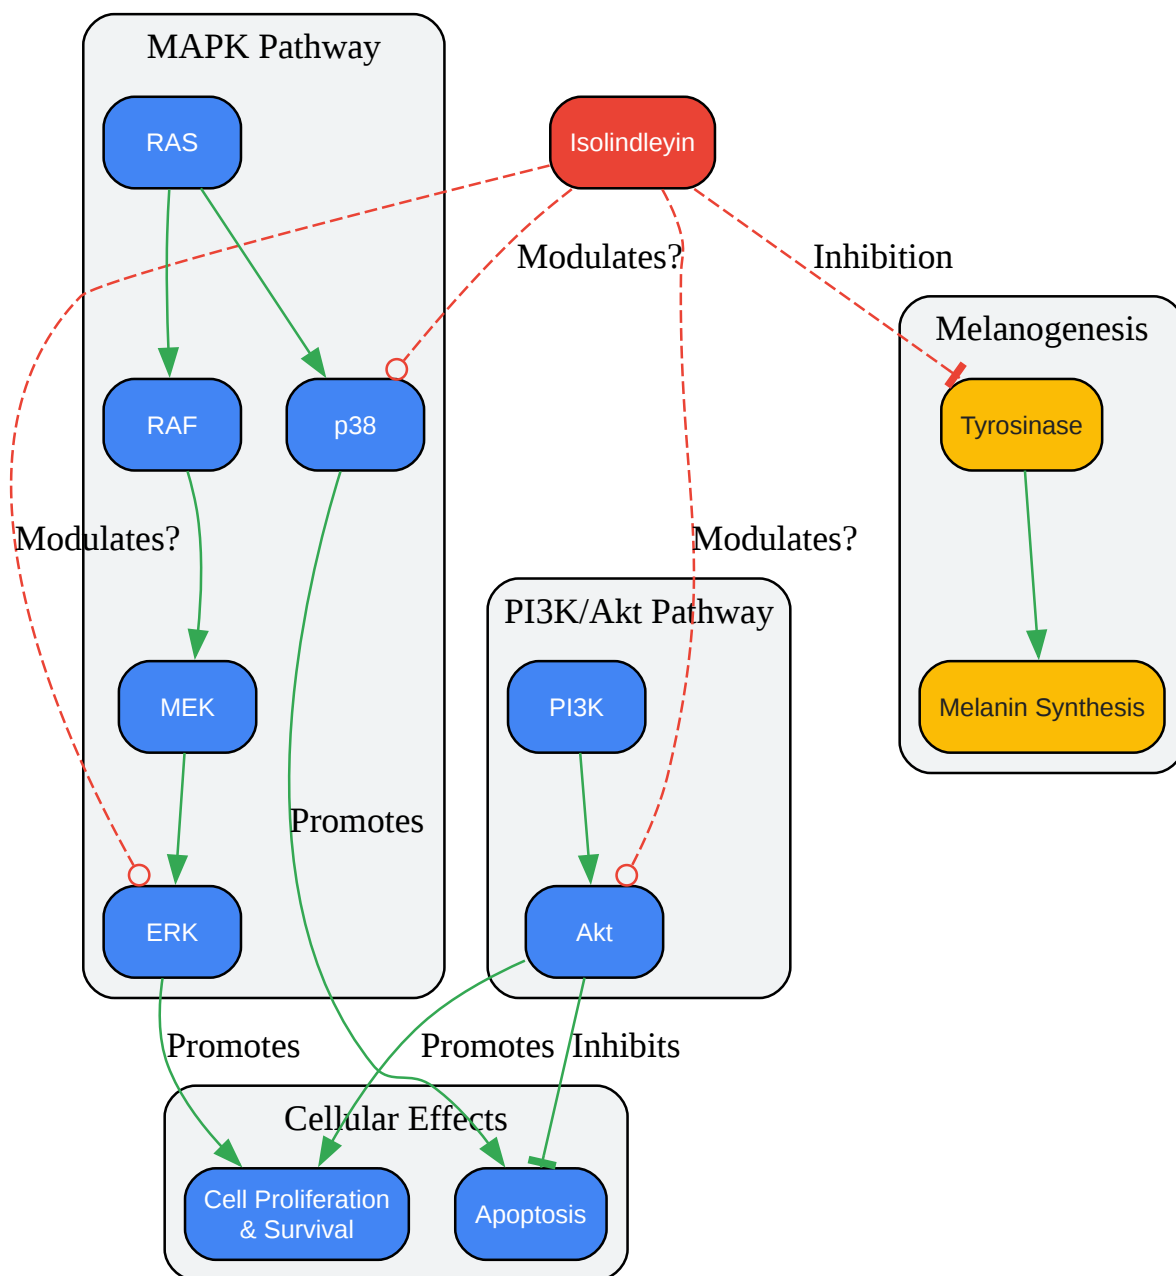 MAPK Pathway
RAS
Isolindleyin
Modulates?
Inhibition
Melanogenesis
RAF
p38
Tyrosinase
Modulates?
Modulates?
PI3K/Akt Pathway
MEK
PI3K
Melanin Synthesis
Promotes
ERK
Akt
Promotes
Promotes
Inhibits
Cellular Effects
Cell Proliferation
& Survival
Apoptosis